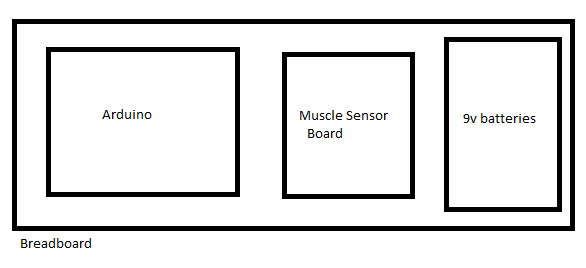 Arduino
Muscle Sensor
Board
9v batteries
Breadboard